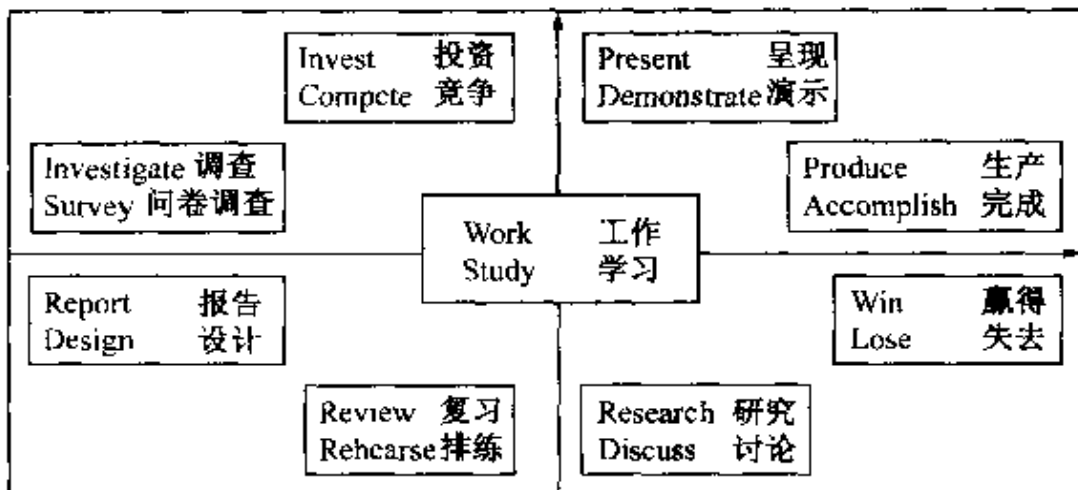 Invest 投资
Compete 竞争
Present 呈现
Demonstrate 演示
Investigate 调查
Survey 问卷调查
Produce 生产
Accomplish 完成
Work 工作
Study 学习
Report 报告
Design 设计
Win 赢得
Lose 失去
Review 复习
Rehearse 排练
Research 研究
Discuss 讨论